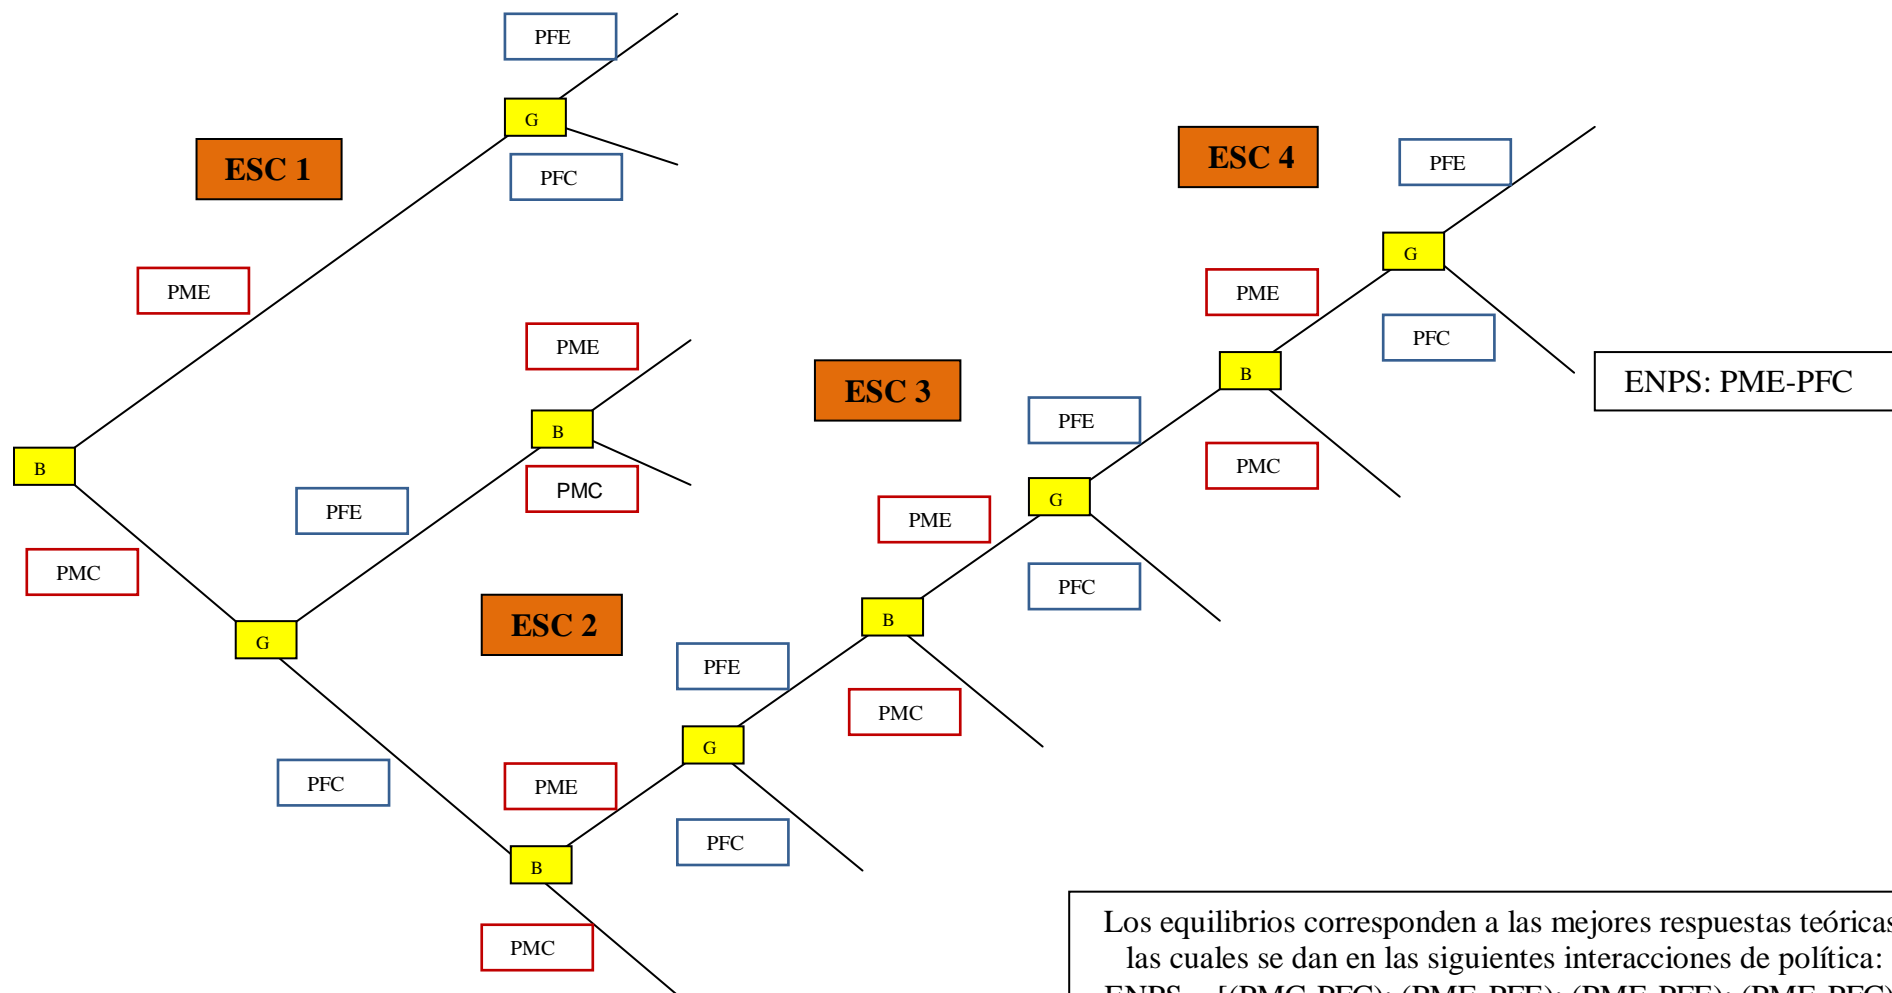 PFE
G
ESC 1
PFC
ESC 4
PFE
G
PME
PME
PFC
PME
ENPS: PME-PFC
ESC 3
B
PFE
B
B
PMC
PMC
PFE
PME
G
PMC
PFC
ESC 2
B
G
PFE
PMC
G
PFC
PME
PFC
B
PMC
Los equilibrios corresponden a las mejores respuestas teóricas
las cuales se dan en las siguientes interacciones de política: